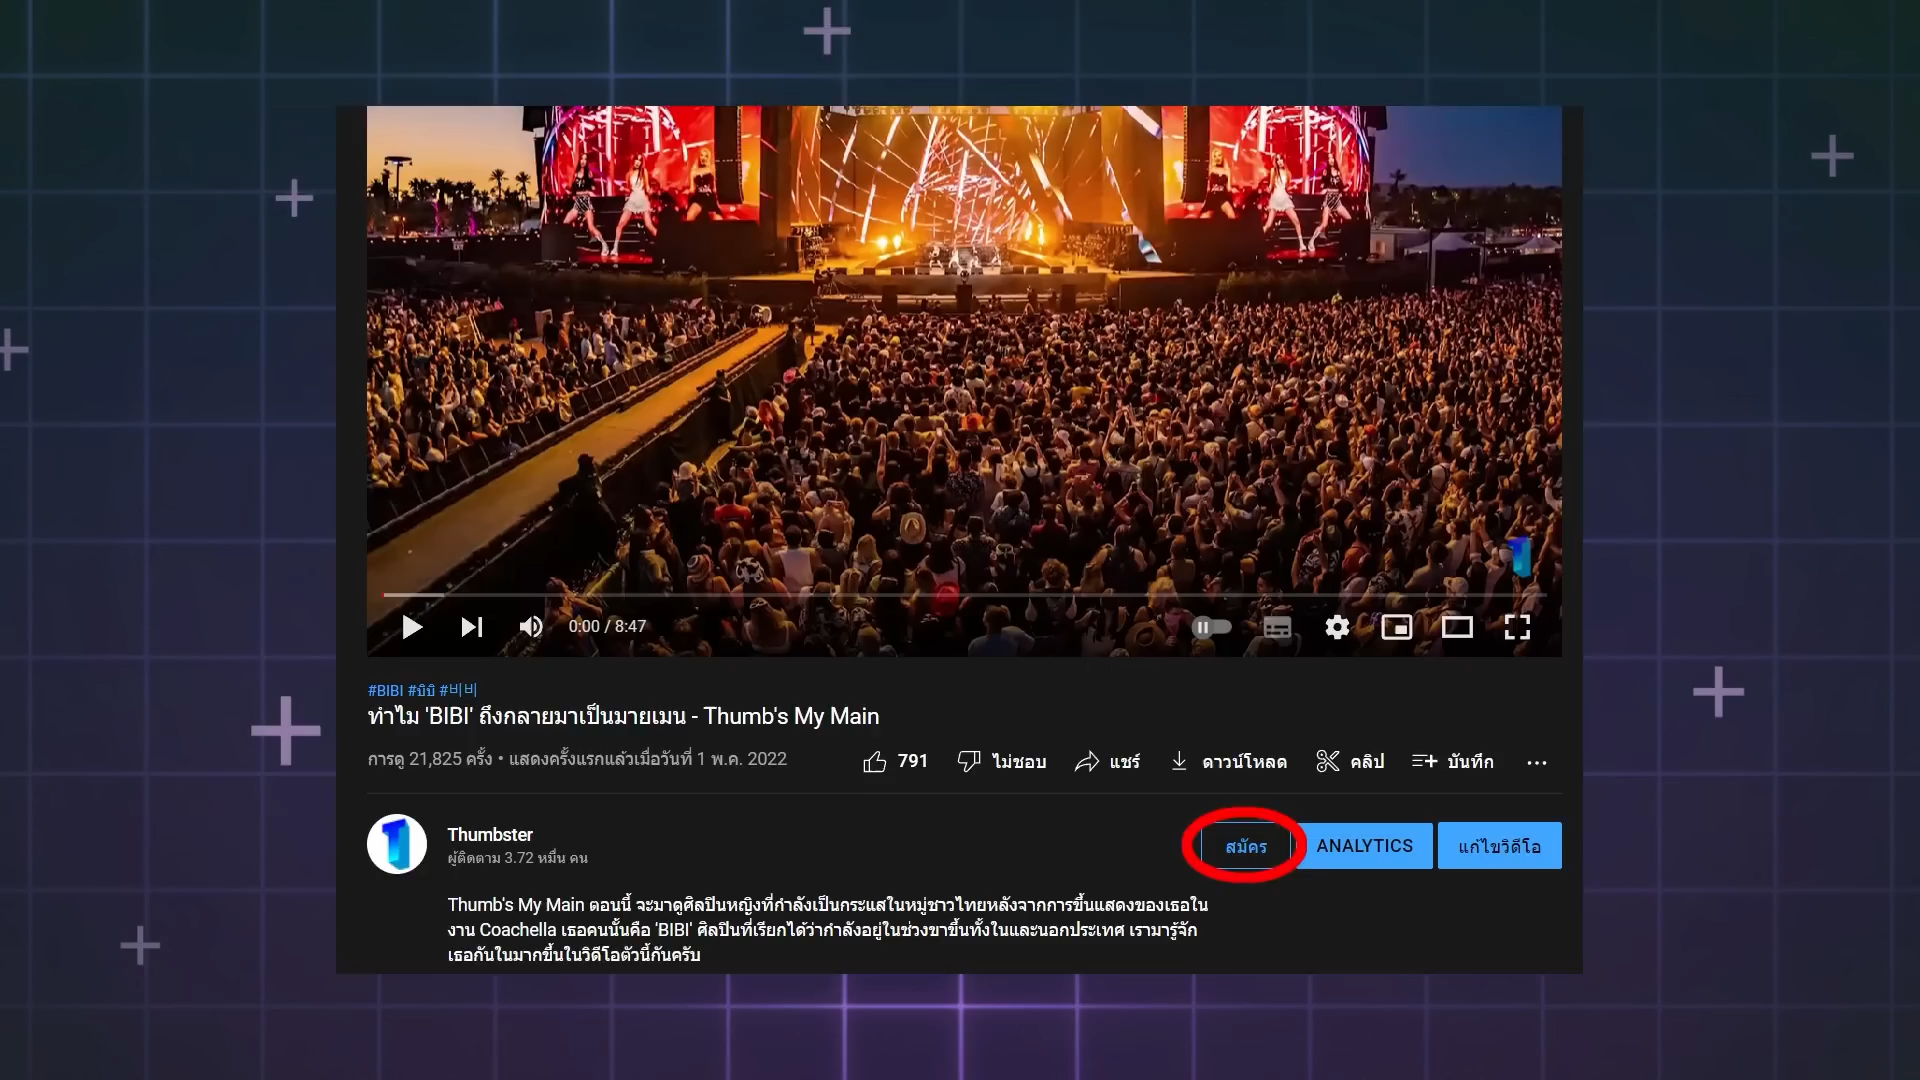 0:00 / 8:47
#BIBI #บิบิ #비비
ทำไม 'BIBI' ถึงกลายมาเป็นมายเมน - Thumb's My Main
การดู 21,825 ครั้ง • แสดงครั้งแรกแล้วเมื่อวันที่ 1 พ.ค. 2022
791 ไม่ชอบ แชร์ ดาวน์โหลด คลิป บันทึก
Thumbster
ผู้ติดตาม 3.72 หมื่น คน
สมัคร ANALYTICS แก้ไขวิดีโอ
Thumb's My Main ตอนนี้ จะมาดูศิลปินหญิงที่กำลังเป็นกระแสในหมู่ชาวไทยหลังจากการขึ้นแสดงของเธอใน
งาน Coachella เธอคนนั้นคือ 'BIBI' ศิลปินที่เรียกได้ว่ากำลังอยู่ในช่วงขาขึ้นทั้งในและนอกประเทศ เรามารู้จัก
เธอกันในมากขึ้นในวิดีโอตัวนี้กันครับ